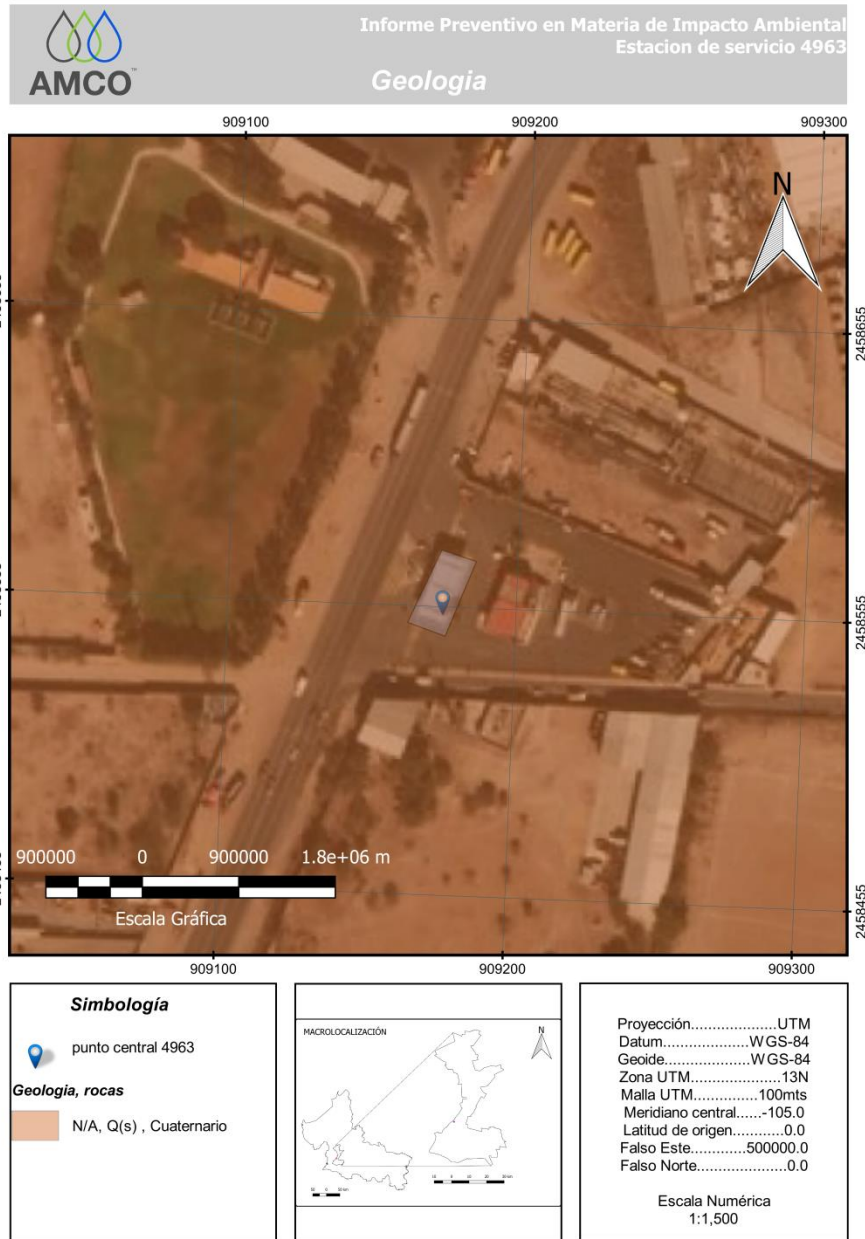 AMCO™
Informe Preventivo en Materia de Impacto Ambiental
Estacion de servicio 4963
Geologia
909100 909200 909300
N
2458655
2458555
2458455
900000 0 900000 1.8e+06 m
Escala Gráfica
909100 909200 909300
Simbología
punto central 4963
Geologia, rocas
N/A, Q(s) , Cuaternario
MACROLOCALIZACIÓN
N
Proyección...................UTM
Datum....................WGS-84
Geoide...................WGS-84
Zona UTM.....................13N
Malla UTM..............100mts
Meridiano central......-105.0
Latitud de origen...........0.0
Falso Este.............500000.0
Falso Norte....................0.0
Escala Numérica
1:1,500